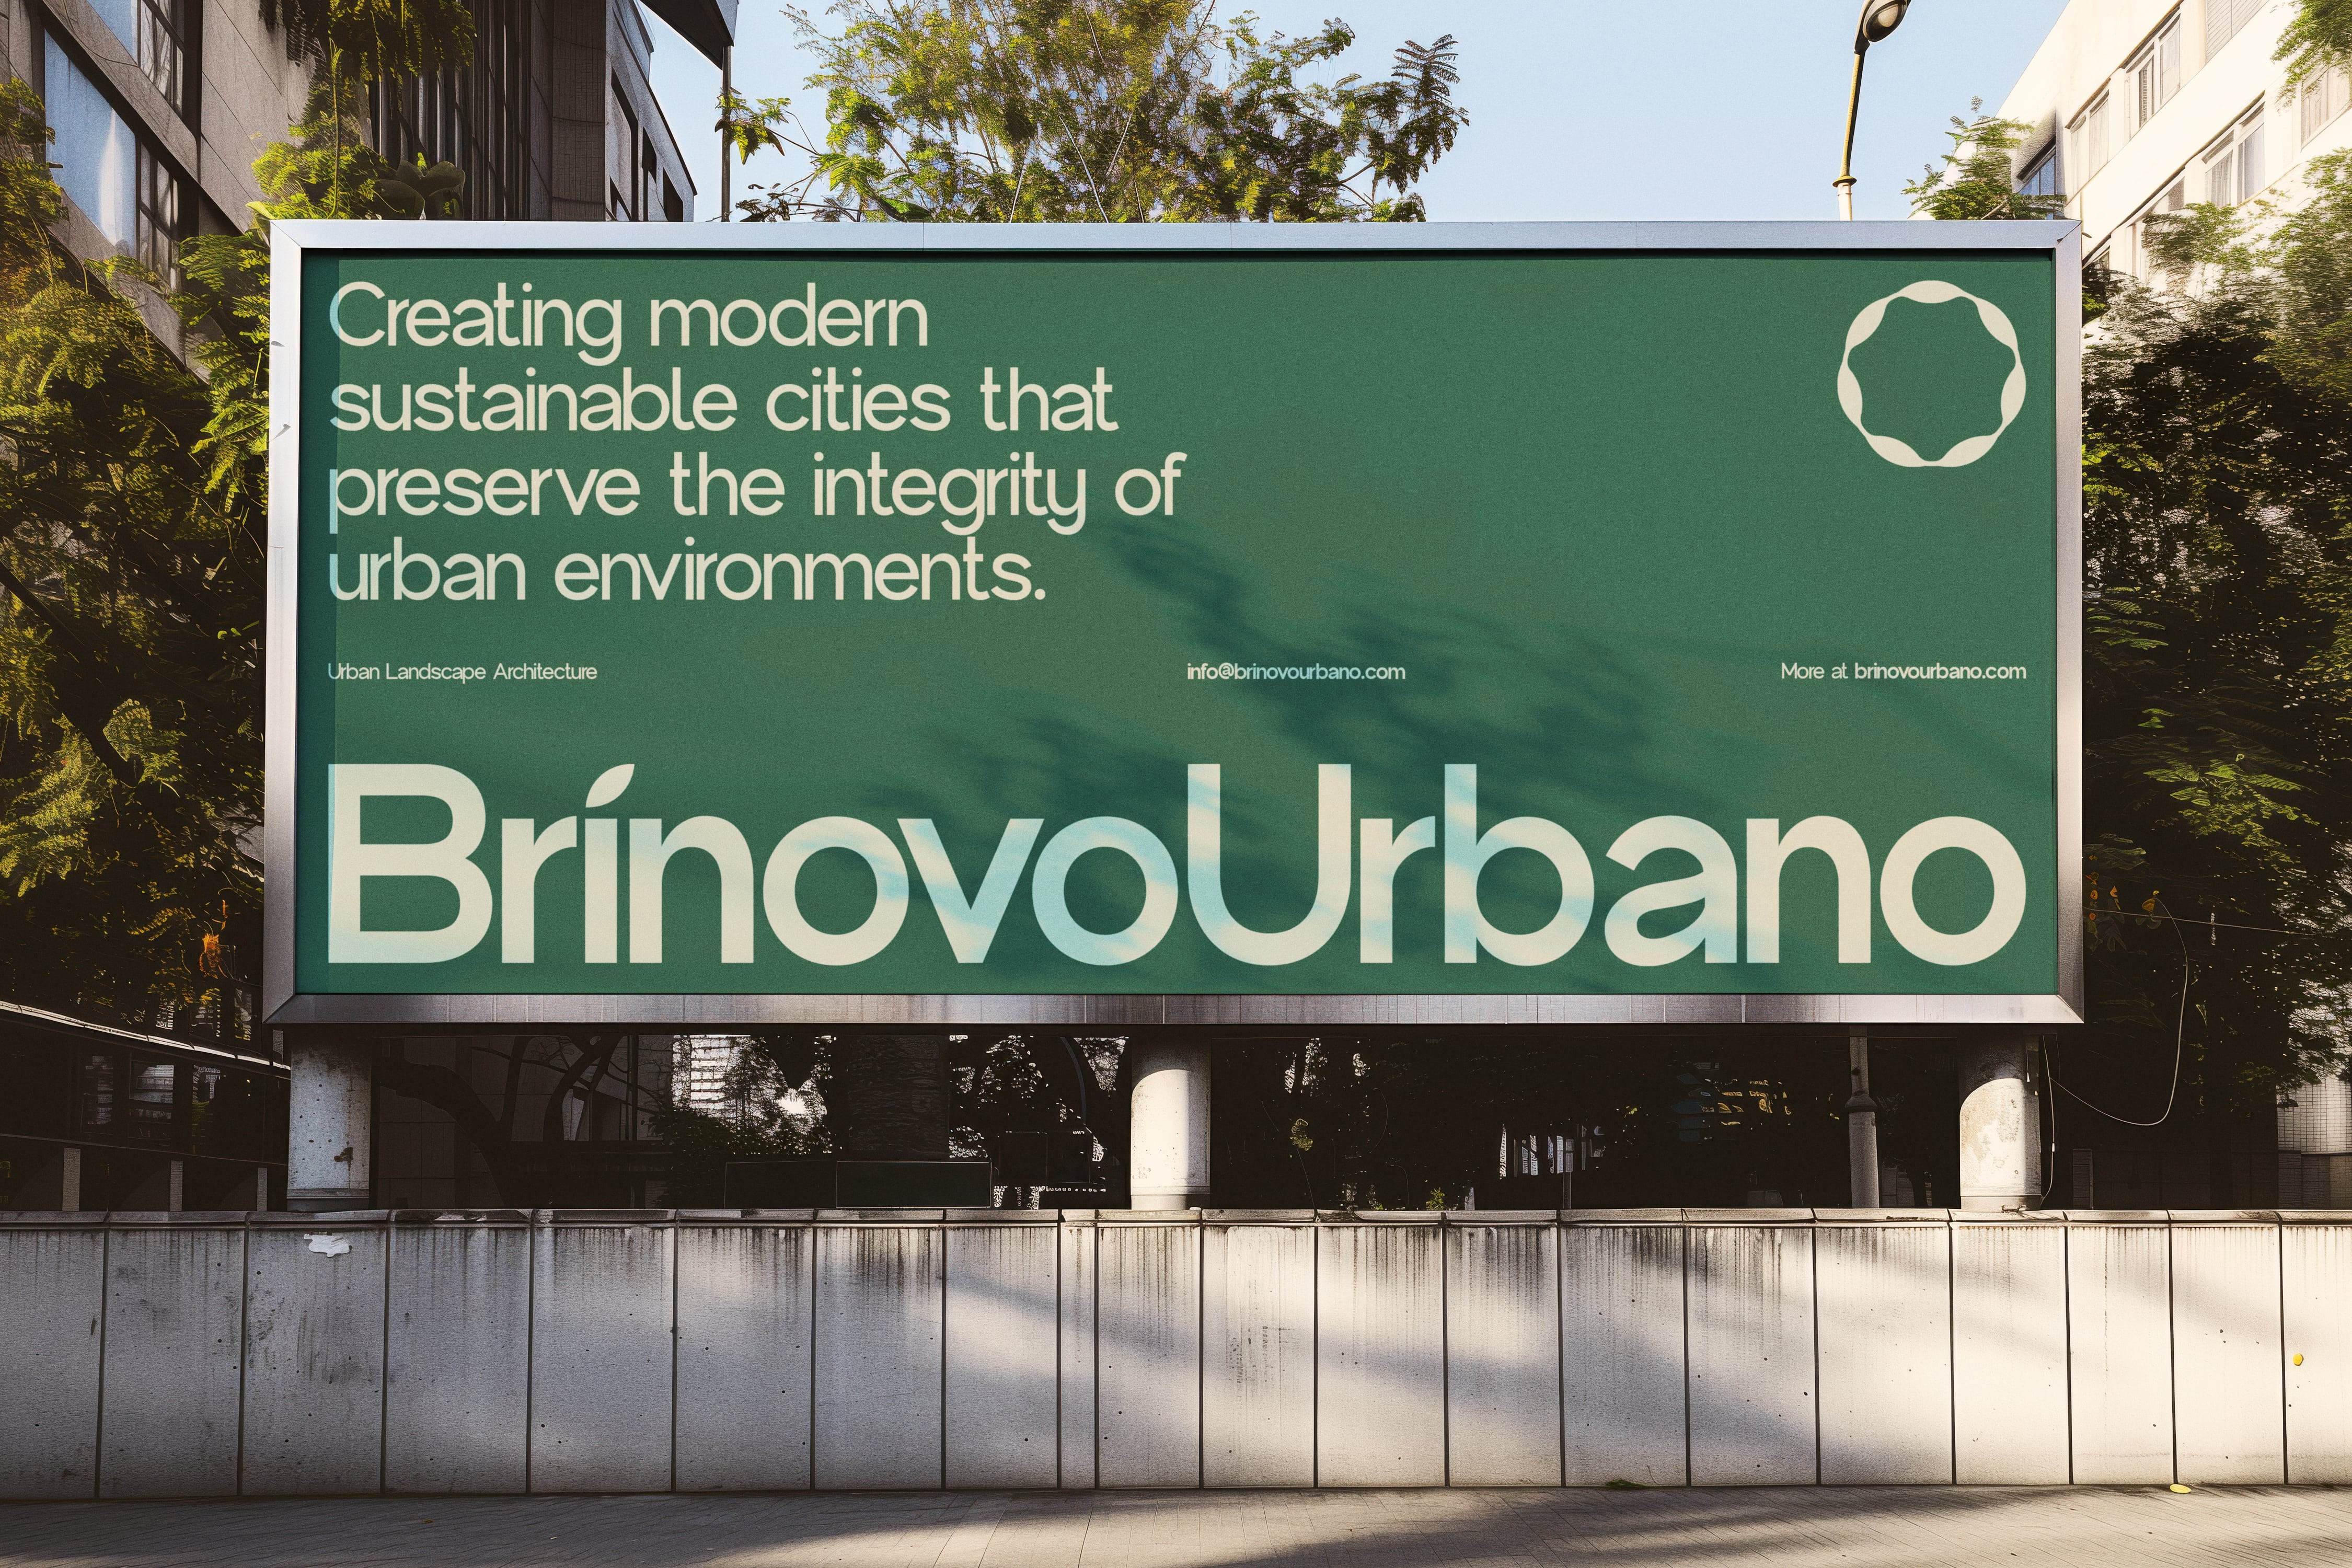 Creating modern
sustainable cities that
preserve the integrity of
urban environments.
Urban Landscape Architecture
info@brinovourbano.com
More at brinovourbano.com
BrínovoUrbano